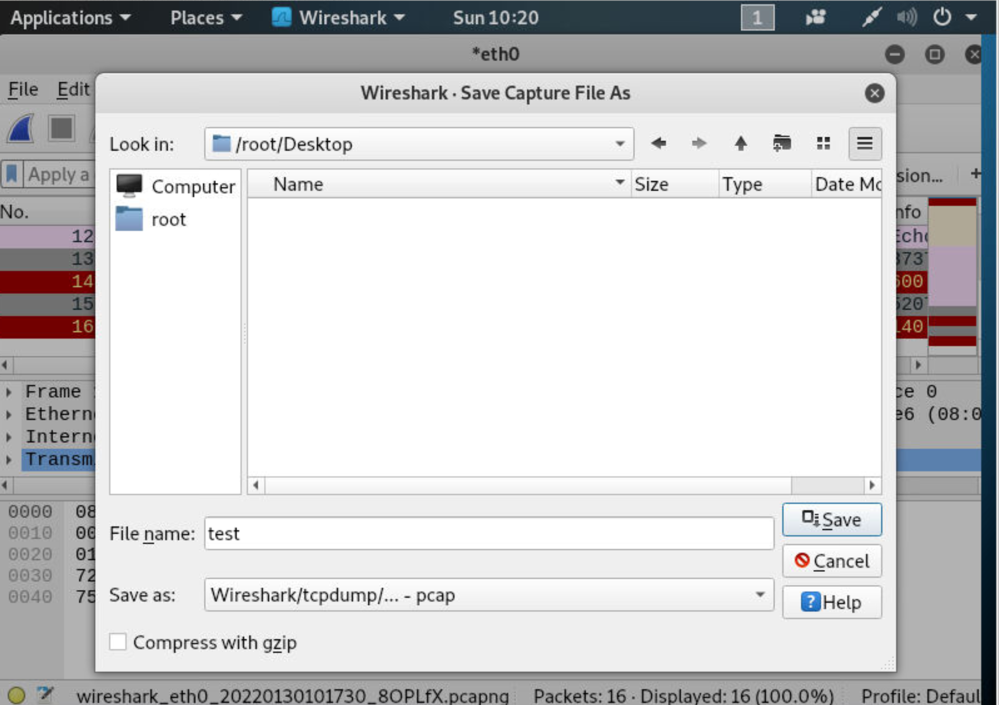 Applications Places Wireshark Sun 10:20 1
*eth0
File Edit
Wireshark · Save Capture File As
Look in: /root/Desktop
Apply a
sion... +
Computer
root
Name Size Type Date Mo
No. nfo
12 Echo
13 373
14 600
15 520
16 140
Frame ce 0
Ethern e6 (08:0
Intern
Transm
0000 08
0010 00
0020 01
0030 72
0040 75
File name: test
Save as: Wireshark/tcpdump/... - pcap
Save
Cancel
? Help
Compress with gzip
wireshark_eth0_20220130101730_8OPLfX.pcapng Packets: 16 · Displayed: 16 (100.0%) Profile: Defaul